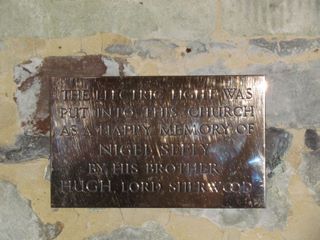 THE ELECTRIC LIGHT WAS
PUT INTO THIS CHURCH
AS A HAPPY MEMORY OF
NIGEL SEELY
BY HIS BROTHER
HUGH, LORD SHERWOOD